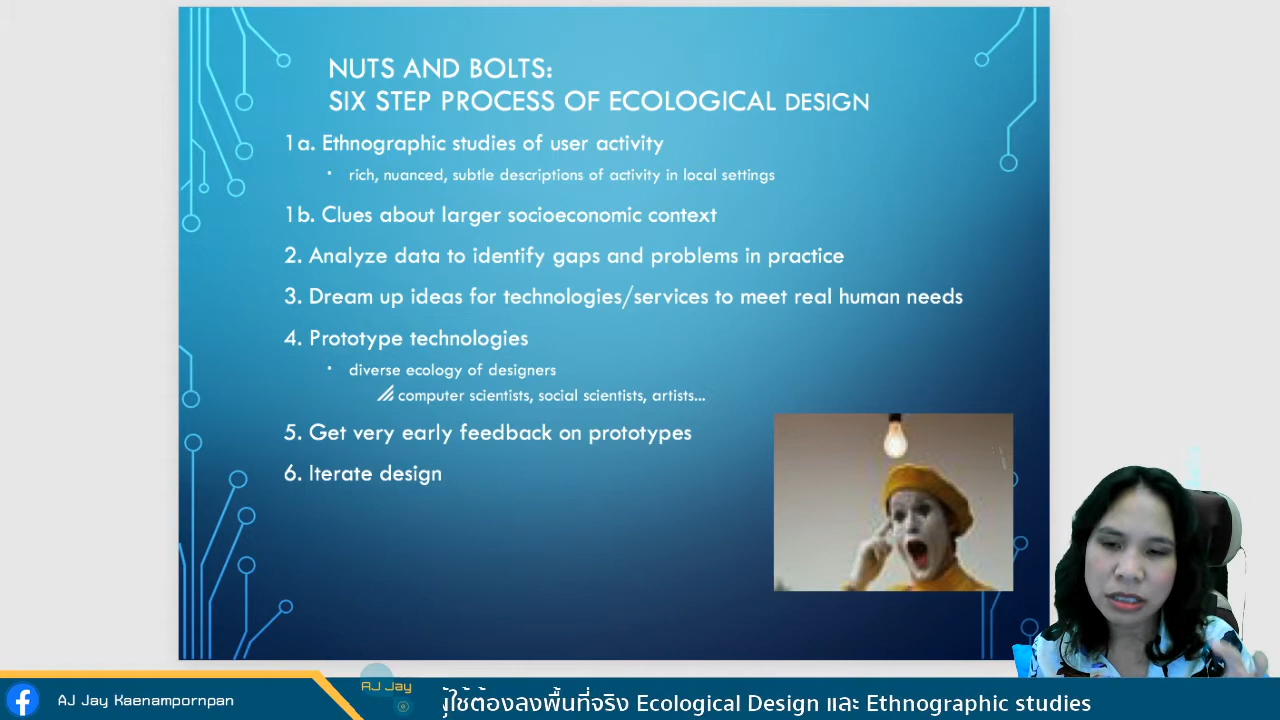 NUTS AND BOLTS:
SIX STEP PROCESS OF ECOLOGICAL DESIGN
1a. Ethnographic studies of user activity
• rich, nuanced, subtle descriptions of activity in local settings
1b. Clues about larger socioeconomic context
2. Analyze data to identify gaps and problems in practice
3. Dream up ideas for technologies/services to meet real human needs
4. Prototype technologies
• diverse ecology of designers
computer scientists, social scientists, artists...
5. Get very early feedback on prototypes
6. Iterate design
AJ Jay Kaenampornpan
AJ Jay
ผู้ใช้ต้องลงพื้นที่จริง Ecological Design และ Ethnographic studies